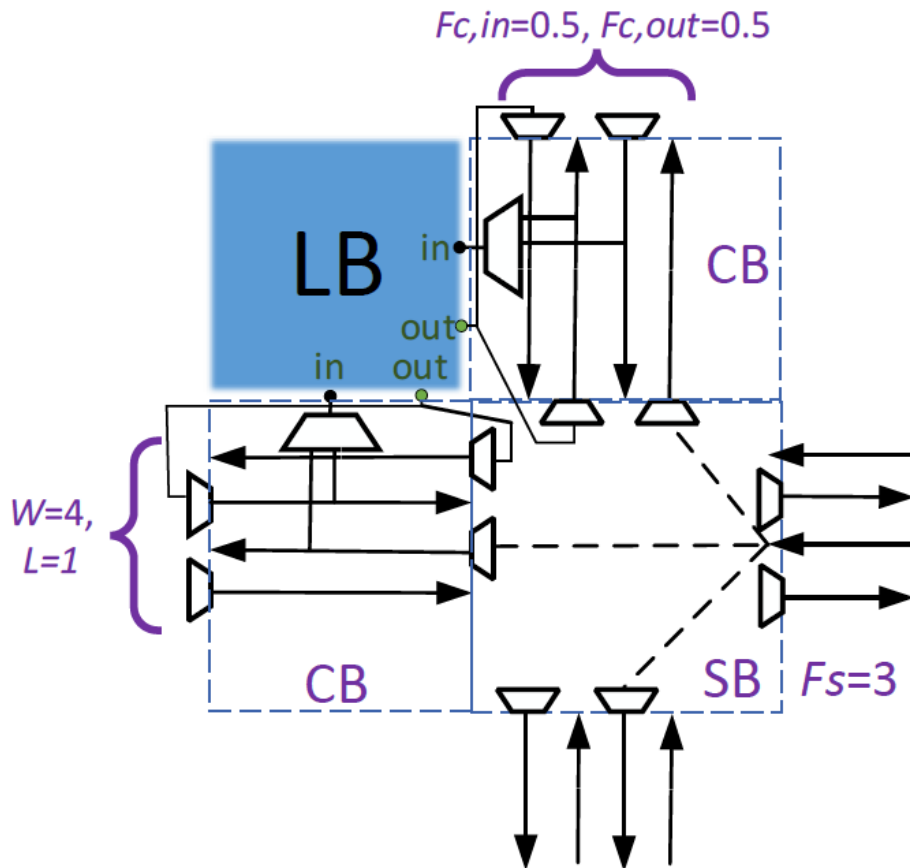 Fc,in=0.5, Fc,out=0.5
LB
in
CB
out
in
out
W=4,
L=1
CB
SB
Fs=3